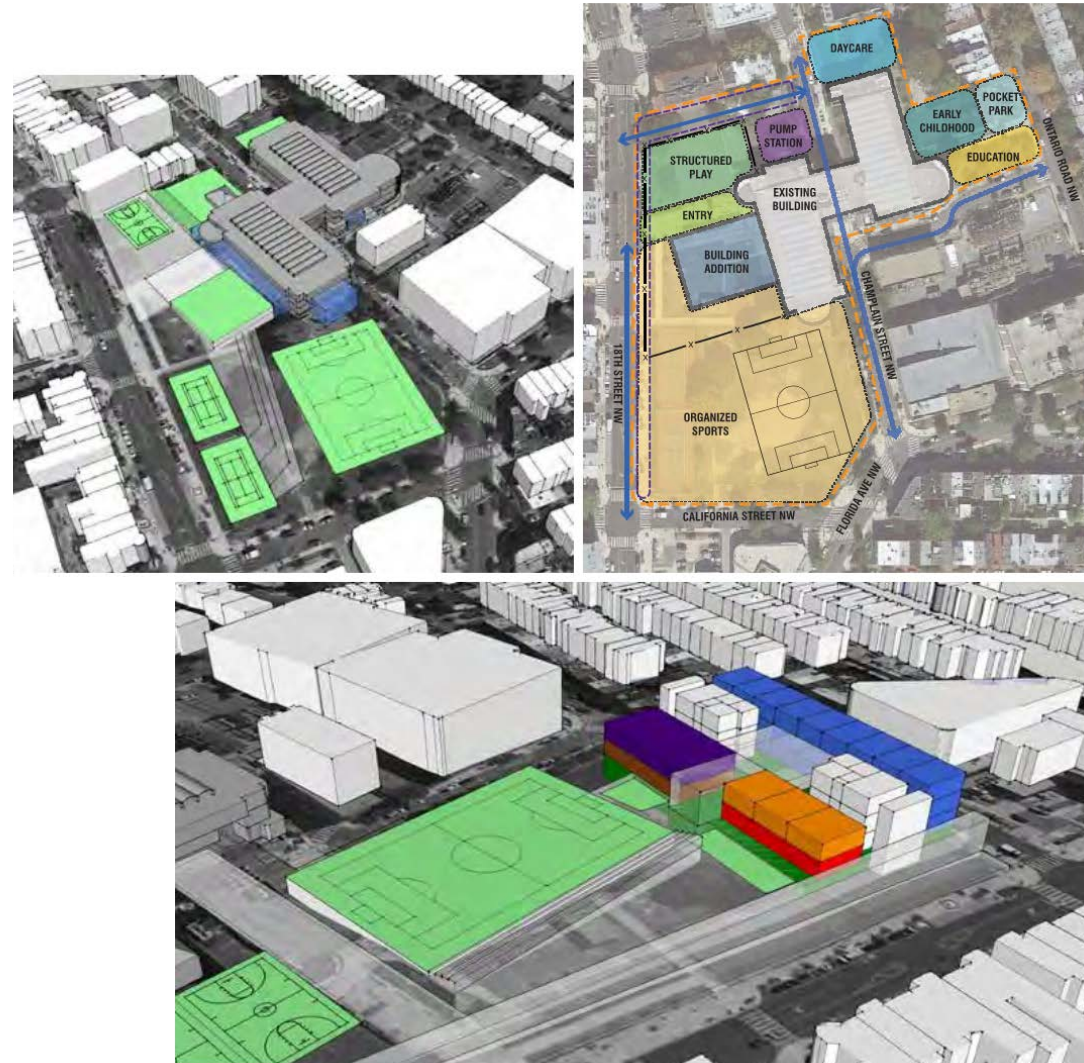 DAYCARE
POCKET
PARK
EARLY
CHILDHOOD
PUMP
STATION
STRUCTURED
PLAY
EDUCATION
ONTARIO ROAD NW
EXISTING
BUILDING
ENTRY
BUILDING
ADDITION
CHAMPLAIN STREET NW
18TH STREET NW
ORGANIZED
SPORTS
FLORIDA AVE NW
CALIFORNIA STREET NW